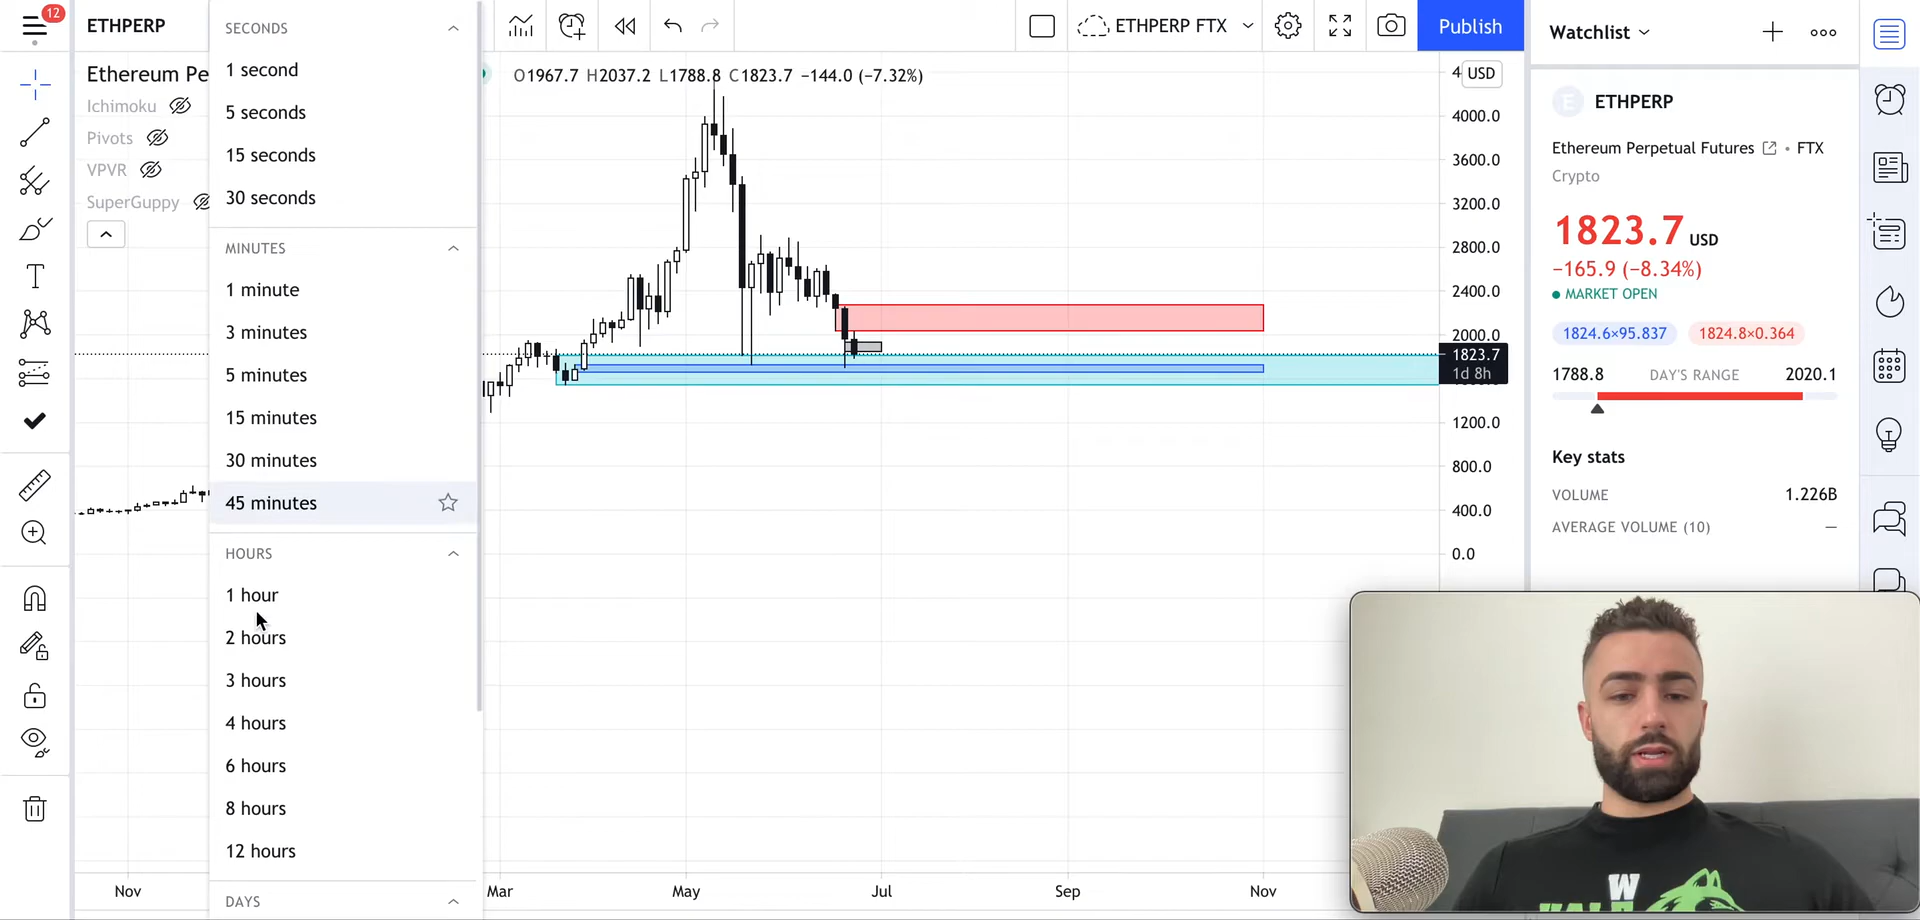 12
ETHPERP
Ethereum Pe
Ichimoku
Pivots
VPVR
SuperGuppy
SECONDS
1 second
5 seconds
15 seconds
30 seconds
MINUTES
1 minute
3 minutes
5 minutes
15 minutes
30 minutes
45 minutes
HOURS
1 hour
2 hours
3 hours
4 hours
6 hours
8 hours
12 hours
DAYS
ETHPERP FTX
Publish
O1967.7 H2037.2 L1788.8 C1823.7 −144.0 (−7.32%)
USD
4000.0
3600.0
3200.0
2800.0
2400.0
2000.0
1823.7
1d 8h
1200.0
800.0
400.0
0.0
Nov
Mar
May
Jul
Sep
Nov
Watchlist
ETHPERP
Ethereum Perpetual Futures • FTX
Crypto
1823.7 USD
−165.9 (−8.34%)
MARKET OPEN
1824.6×95.837 1824.8×0.364
1788.8 DAY'S RANGE 2020.1
Key stats
VOLUME 1.226B
AVERAGE VOLUME (10) —
W